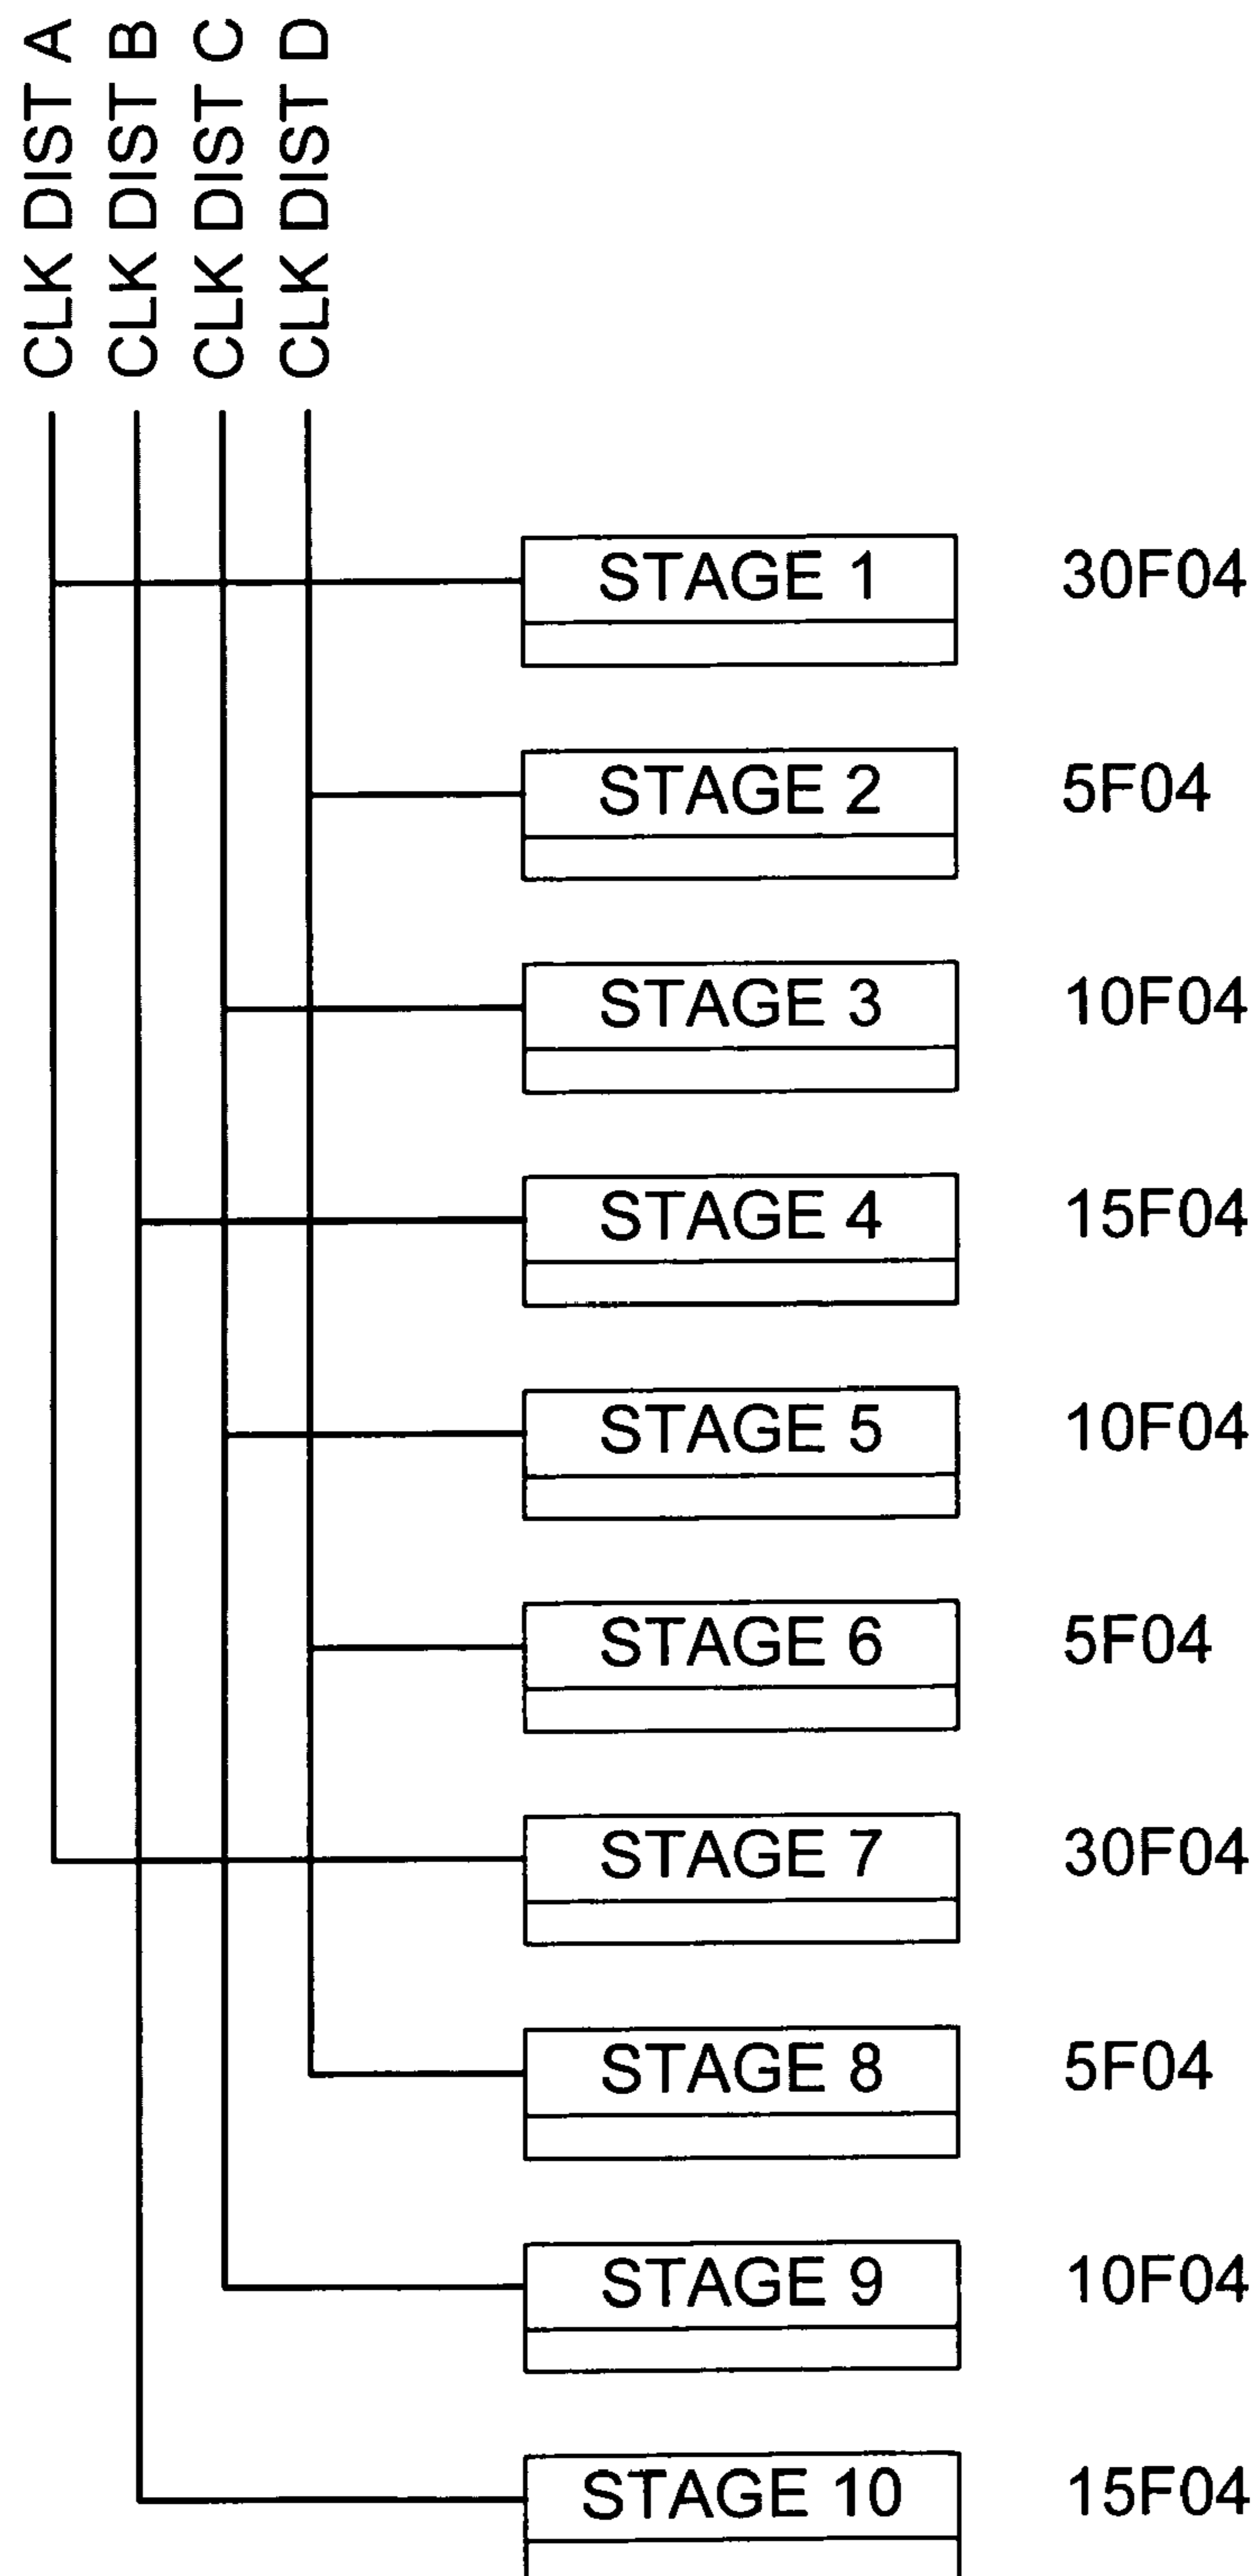 CLK DIST A
CLK DIST B
CLK DIST C
CLK DIST D
STAGE 1 30F04
STAGE 2 5F04
STAGE 3 10F04
STAGE 4 15F04
STAGE 5 10F04
STAGE 6 5F04
STAGE 7 30F04
STAGE 8 5F04
STAGE 9 10F04
STAGE 10 15F04